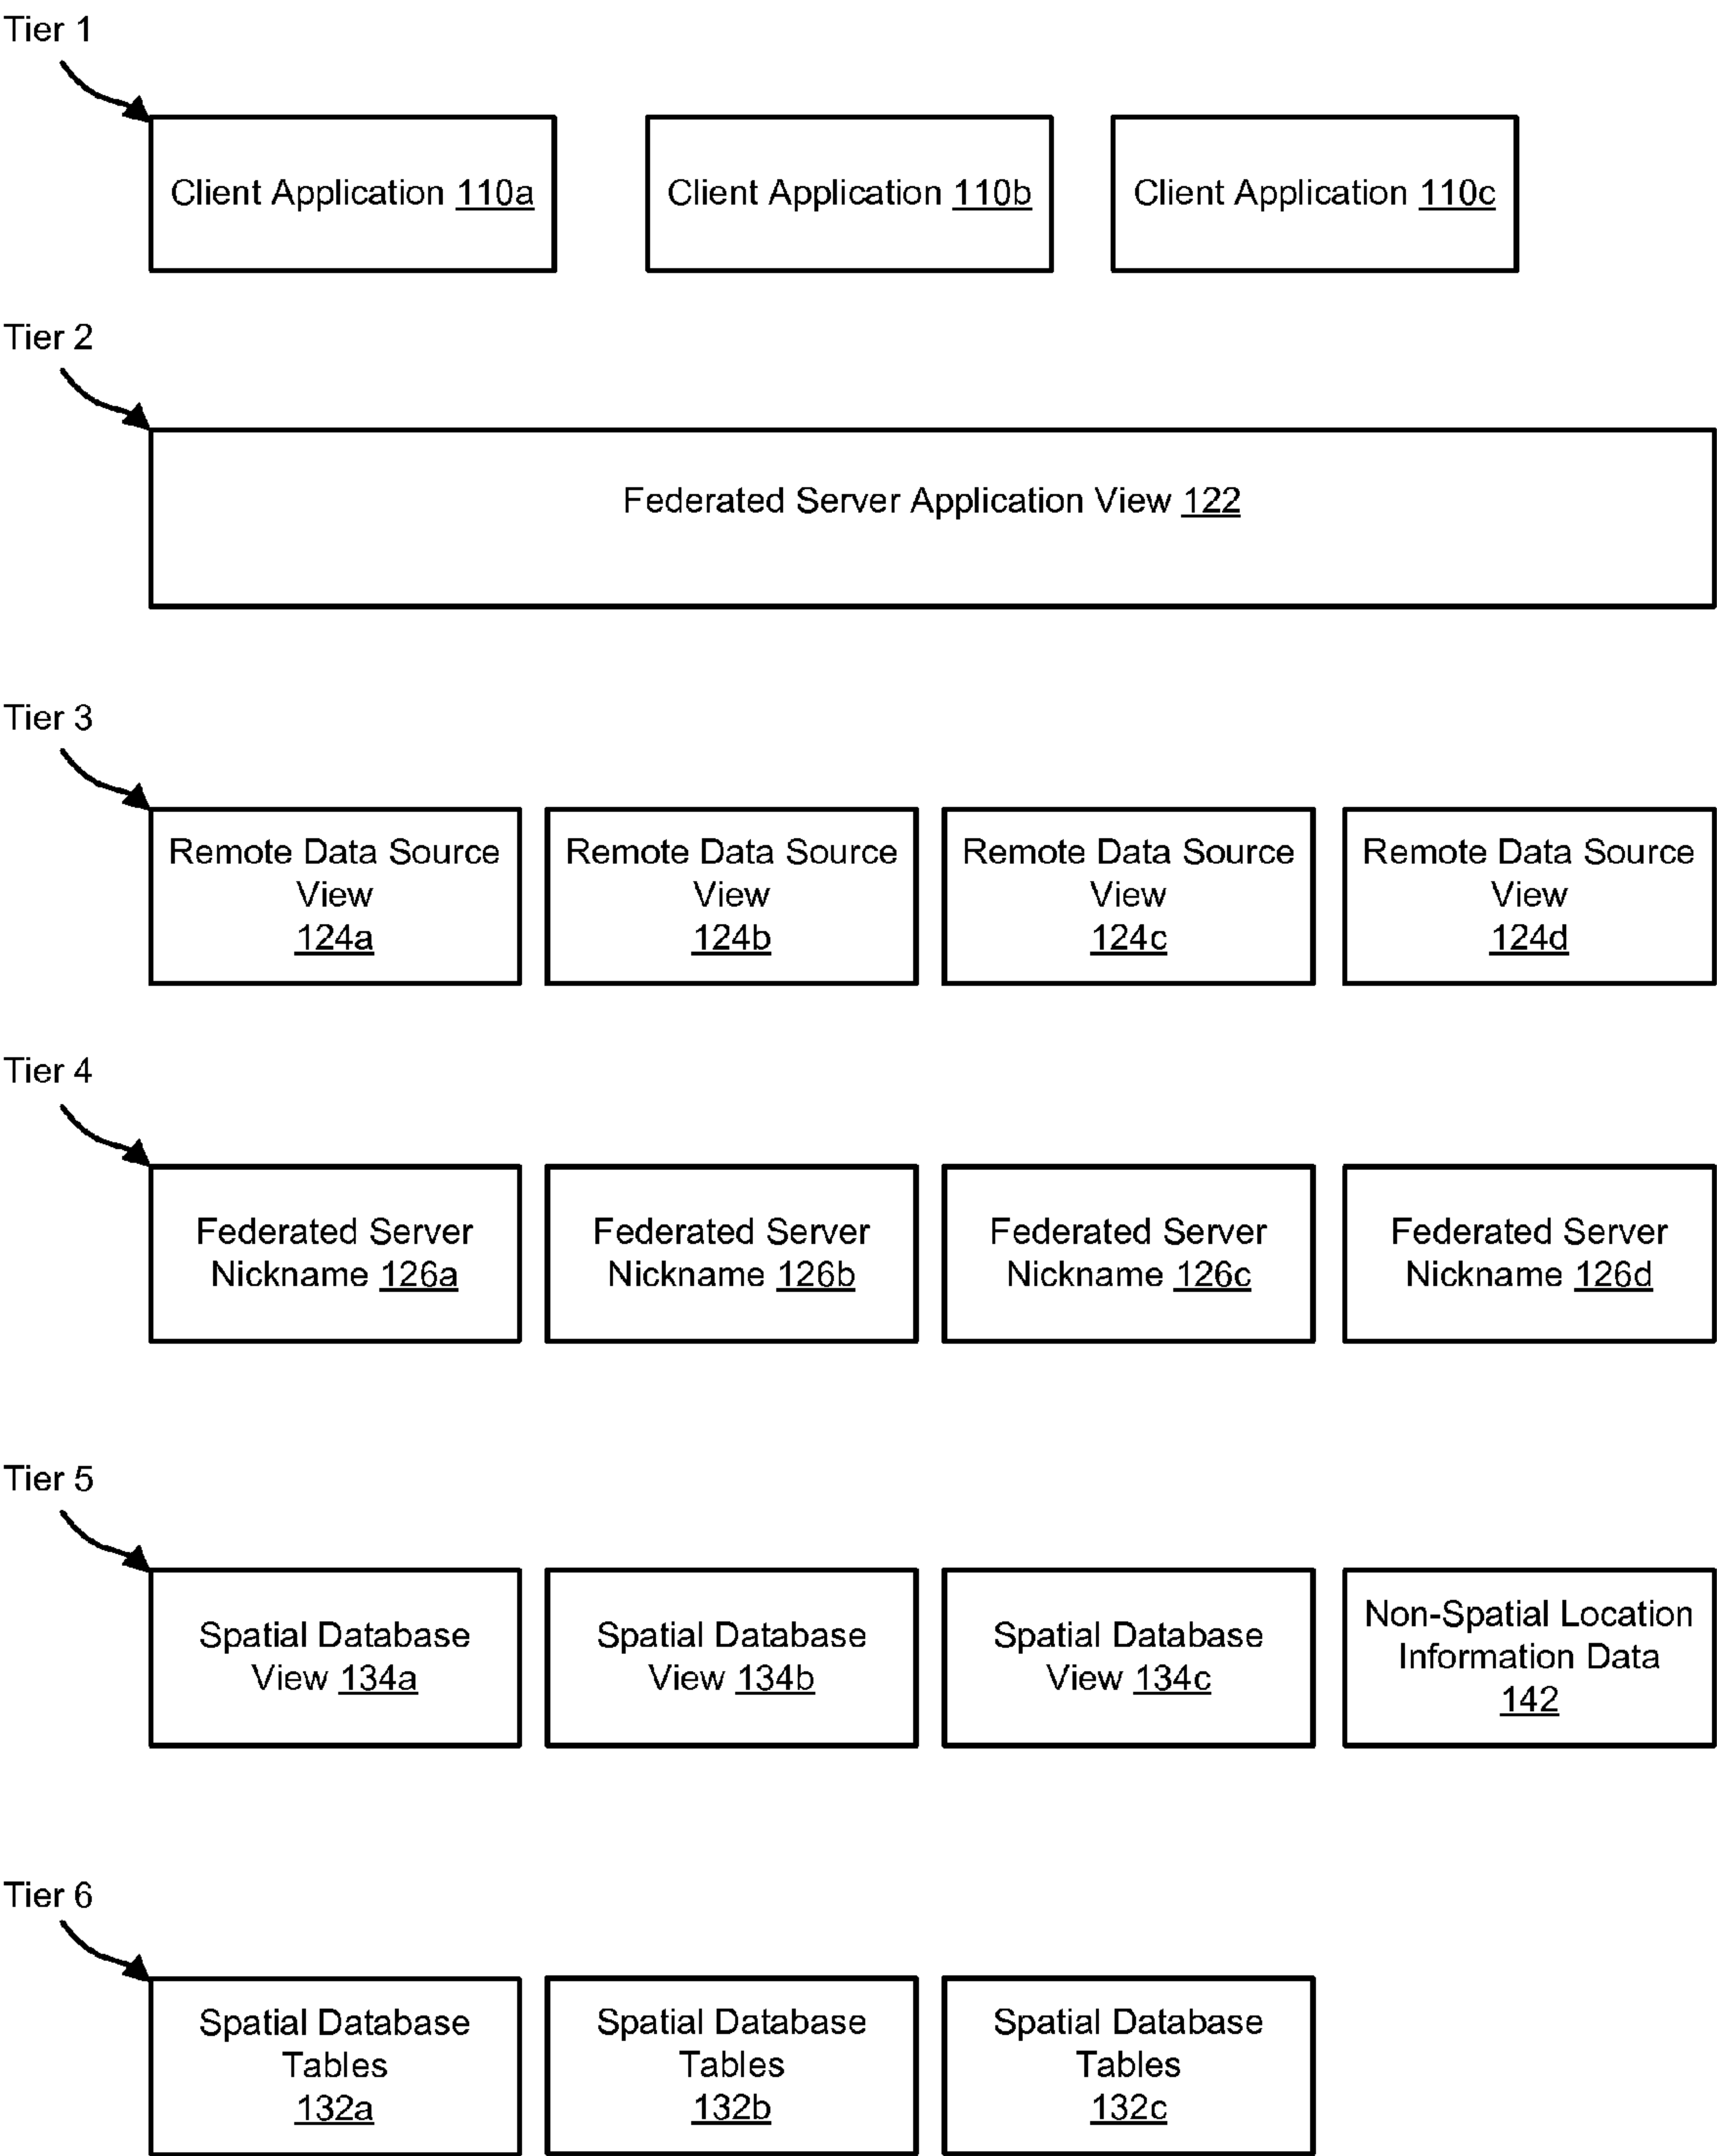 Tier 1
Client Application 110a
Client Application 110b
Client Application 110c
Tier 2
Federated Server Application View 122
Tier 3
Remote Data Source
View
124a
Remote Data Source
View
124b
Remote Data Source
View
124c
Remote Data Source
View
124d
Tier 4
Federated Server
Nickname 126a
Federated Server
Nickname 126b
Federated Server
Nickname 126c
Federated Server
Nickname 126d
Tier 5
Spatial Database
View 134a
Spatial Database
View 134b
Spatial Database
View 134c
Non-Spatial Location
Information Data
142
Tier 6
Spatial Database
Tables
132a
Spatial Database
Tables
132b
Spatial Database
Tables
132c